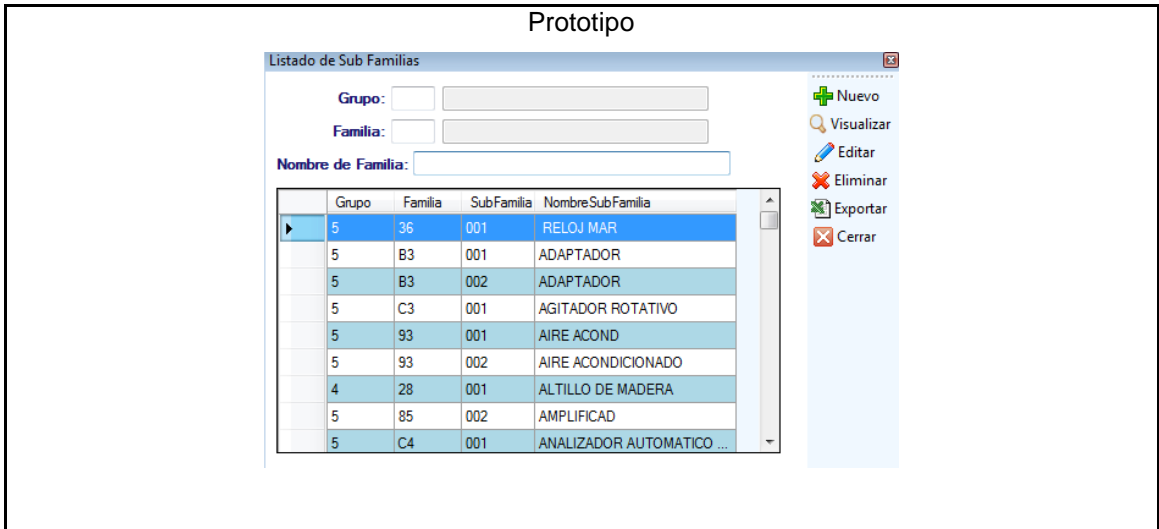 Prototipo
Listado de Sub Familias
Grupo:
Familia:
Nombre de Familia:
Nuevo
Visualizar
Editar
Eliminar
Exportar
Cerrar
Grupo Familia SubFamilia NombreSubFamilia
5 36 001 RELOJ MAR
5 B3 001 ADAPTADOR
5 B3 002 ADAPTADOR
5 C3 001 AGITADOR ROTATIVO
5 93 001 AIRE ACOND
5 93 002 AIRE ACONDICIONADO
4 28 001 ALTILLO DE MADERA
5 85 002 AMPLIFICAD
5 C4 001 ANALIZADOR AUTOMATICO ...